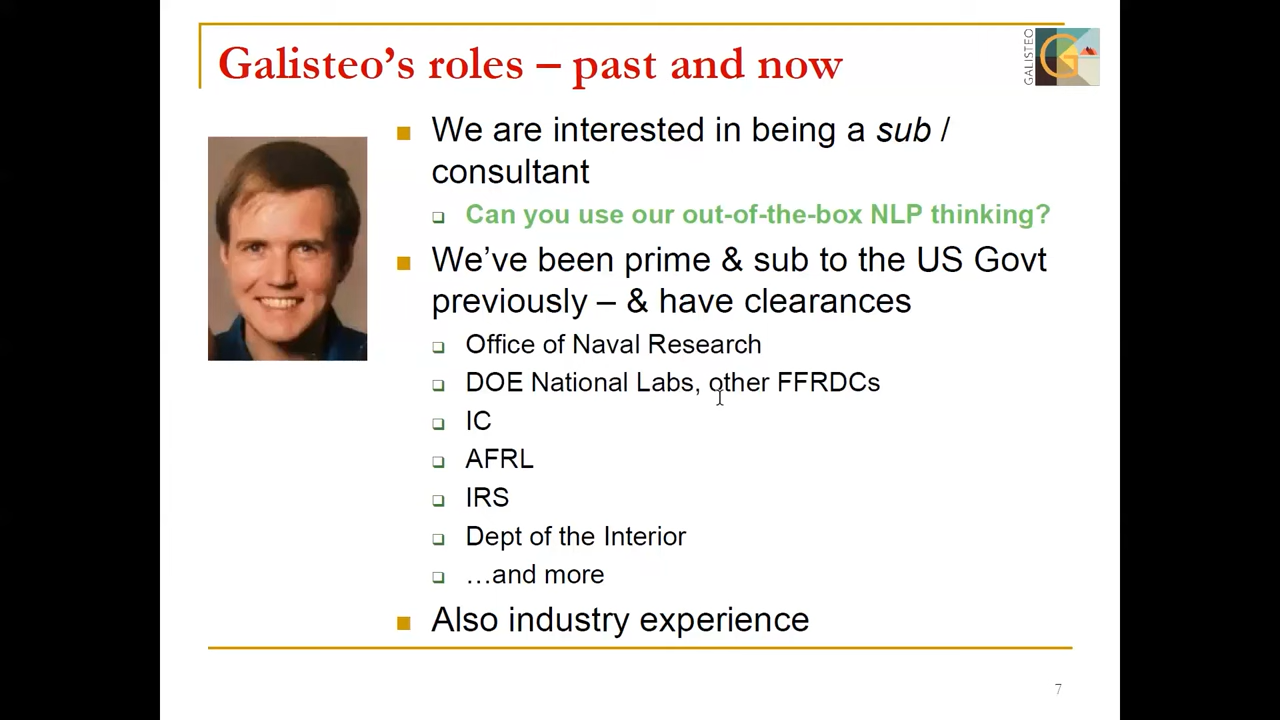 Galisteo's roles – past and now
GALISTEO
G
We are interested in being a sub /
consultant
Can you use our out-of-the-box NLP thinking?
We've been prime & sub to the US Govt
previously – & have clearances
Office of Naval Research
DOE National Labs, other FFRDCs
IC
AFRL
IRS
Dept of the Interior
…and more
Also industry experience
7